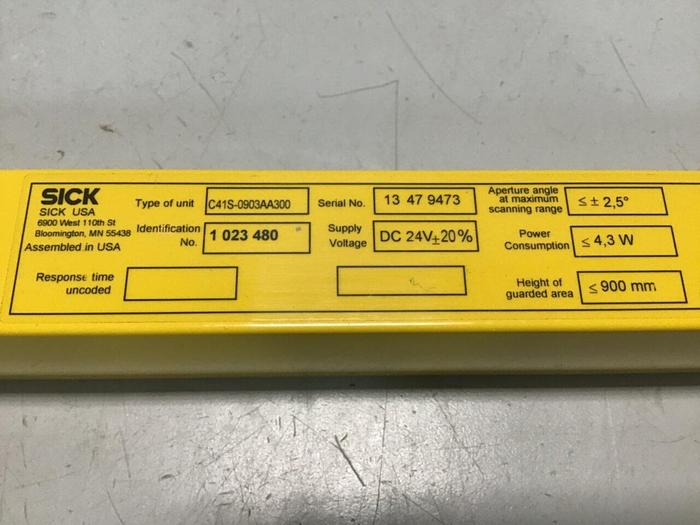 SICK
SICK USA
6900 West 110th St
Bloomington, MN 55438
Assembled in USA
Type of unit C41S-0903AA300
Identification No. 1 023 480
Response time uncoded
Serial No. 13 47 9473
Supply Voltage DC 24V±20%
Aperture angle at maximum scanning range ≤ ± 2,5°
Power Consumption ≤ 4,3 W
Height of guarded area ≤ 900 mm